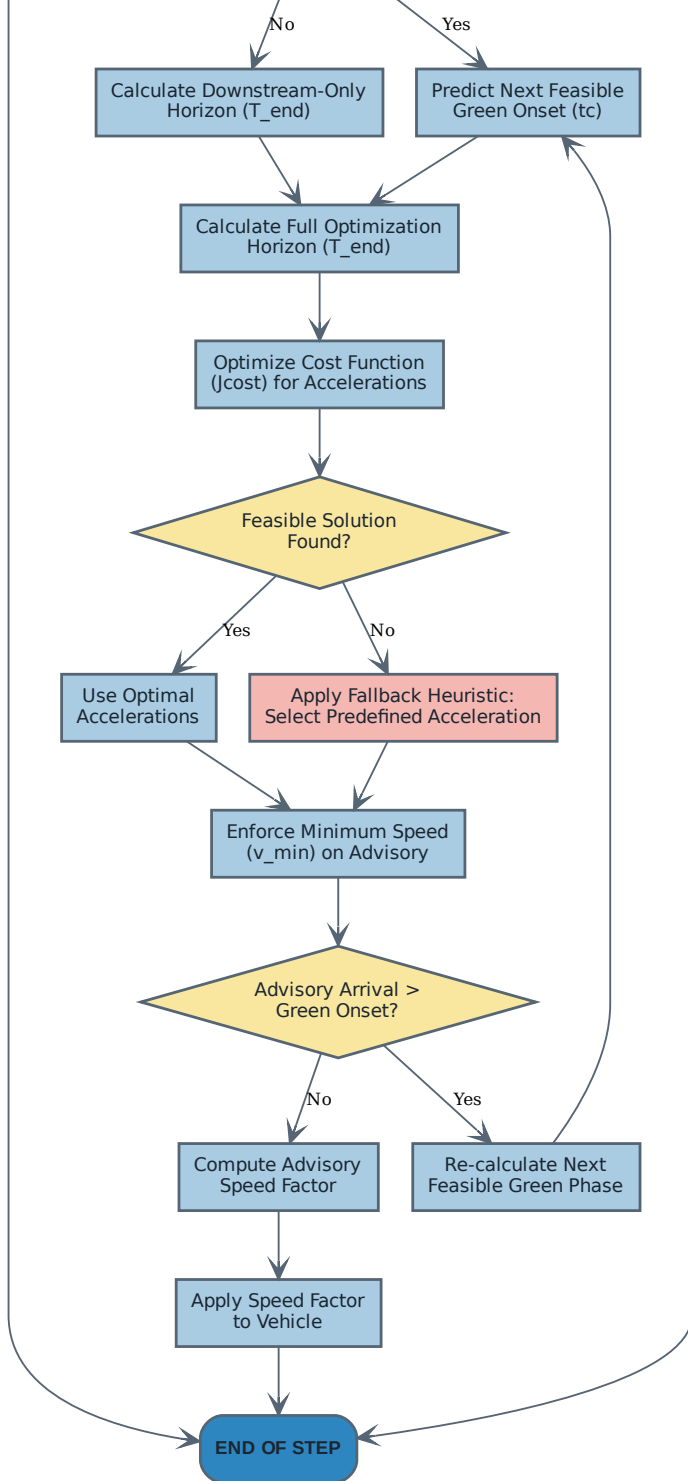 No
Yes
Calculate Downstream-Only
Horizon (T_end)
Predict Next Feasible
Green Onset (tc)
Calculate Full Optimization
Horizon (T_end)
Optimize Cost Function
(Jcost) for Accelerations
Feasible Solution
Found?
Yes
No
Use Optimal
Accelerations
Apply Fallback Heuristic:
Select Predefined Acceleration
Enforce Minimum Speed
(v_min) on Advisory
Advisory Arrival >
Green Onset?
No
Yes
Compute Advisory
Speed Factor
Re-calculate Next
Feasible Green Phase
Apply Speed Factor
to Vehicle
END OF STEP